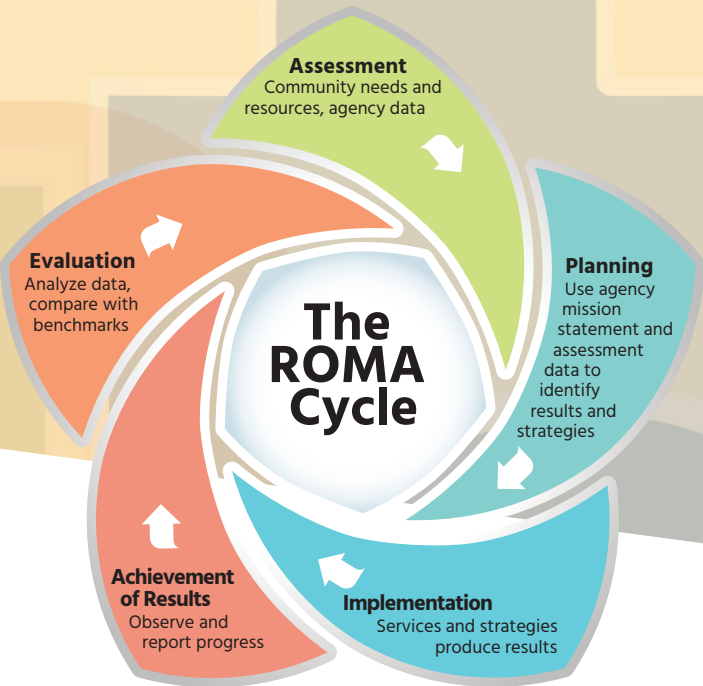 Assessment
Community needs and
resources, agency data
Planning
Use agency
mission
statement and
assessment
data to
identify
results and
strategies
Implementation
Services and strategies
produce results
Achievement
of Results
Observe and
report progress
Evaluation
Analyze data,
compare with
benchmarks
The
ROMA
Cycle